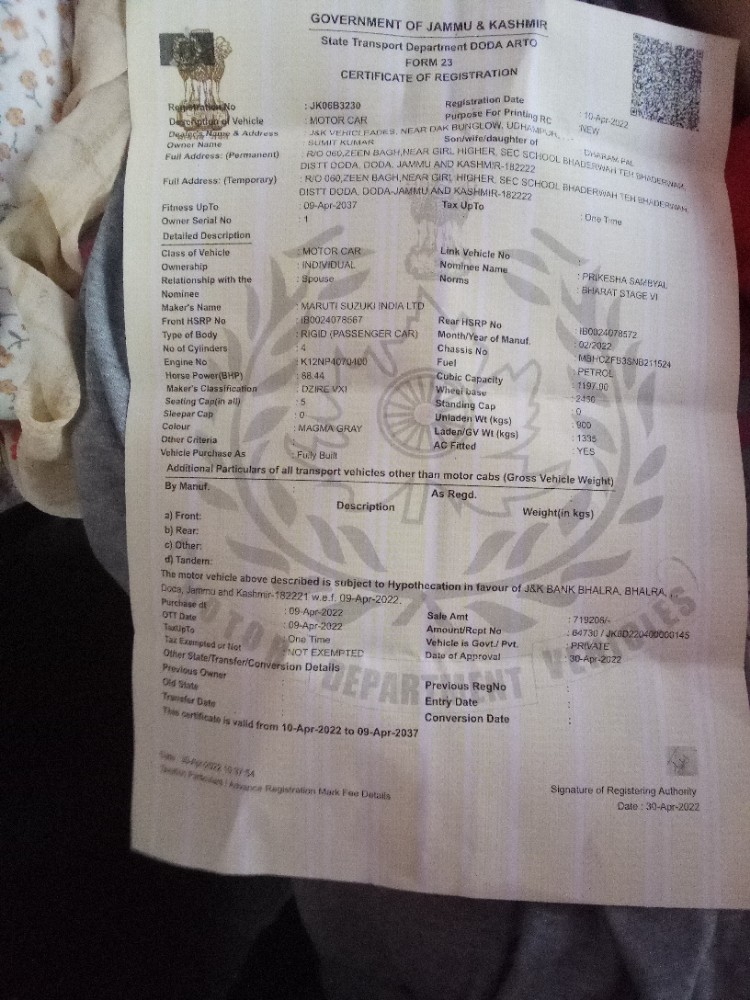 GOVERNMENT OF JAMMU & KASHMIR
State Transport Department DODA ARTO
FORM 23
CERTIFICATE OF REGISTRATION
Registration No : JK06B3230 Registration Date : 10-Apr-2022
Description of Vehicle : MOTOR CAR Purpose For Printing RC : NEW
Dealer's Name & Address : J&K VEHICLEADES, NEAR DAK BUNGLOW, UDHAMPUR,
Owner Name : SUMIT KUMAR Son/wife/daughter of : DHARAM PAL
Full Address: (Permanent) : R/O 060,ZEEN BAGH,NEAR GIRL HIGHER, SEC SCHOOL BHADERWAH TEH BHADERWAH,
DISTT DODA, DODA, JAMMU AND KASHMIR-182222
Full Address: (Temporary) : R/O 060,ZEEN BAGH,NEAR GIRL HIGHER, SEC SCHOOL BHADERWAH TEH BHADERWAH,
DISTT DODA, DODA-JAMMU AND KASHMIR-182222
Fitness UpTo : 09-Apr-2037 Tax UpTo : One Time
Owner Serial No : 1
Detailed Description
Class of Vehicle : MOTOR CAR Link Vehicle No :
Ownership : INDIVIDUAL Nominee Name : PRIKESHA SAMBYAL
Relationship with the Nominee : Spouse Norms : BHARAT STAGE VI
Maker's Name : MARUTI SUZUKI INDIA LTD
Front HSRP No : IB0024078567 Rear HSRP No : IB0024078572
Type of Body : RIGID (PASSENGER CAR) Month/Year of Manuf. : 02/2022
No of Cylinders : 4 Chassis No : MBHCZFB3SNB211524
Engine No : K12NP4070400 Fuel : PETROL
Horse Power(BHP) : 88.44 Cubic Capacity : 1197.00
Maker's Classification : DZIRE VXI Wheel base : 2450
Seating Cap(in all) : 5 Standing Cap : 0
Sleepar Cap : 0 Unladen Wt (kgs) : 900
Colour : MAGMA GRAY Laden/GV Wt (kgs) : 1335
Other Criteria AC Fitted : YES
Vehicle Purchase As : Fully Built
Additional Particulars of all transport vehicles other than motor cabs (Gross Vehicle Weight)
By Manuf. As Regd.
Description Weight(in kgs)
a) Front:
b) Rear:
c) Other:
d) Tandem:
The motor vehicle above described is subject to Hypothecation in favour of J&K BANK BHALRA, BHALRA, ,
Doda, Jammu and Kashmir-182221 w.e.f. 09-Apr-2022.
Purchase dt : 09-Apr-2022 Sale Amt : 719206/-
OTT Date : 09-Apr-2022 Amount/Rcpt No : 64730 / JK6D220400000145
TaxUpTo : One Time Vehicle is Govt./ Pvt. : PRIVATE
Tax Exempted or Not : NOT EXEMPTED Date of Approval : 30-Apr-2022
Other State/Transfer/Conversion Details
Previous Owner : Previous RegNo :
Old State : Entry Date :
Transfer Date : Conversion Date :
This certificate is valid from 10-Apr-2022 to 09-Apr-2037
MOTOR VEHICLES
DEPARTMENT
Date : 30-Apr-2022
Advance Registration Mark Fee Details
Signature of Registering Authority
Date : 30-Apr-2022